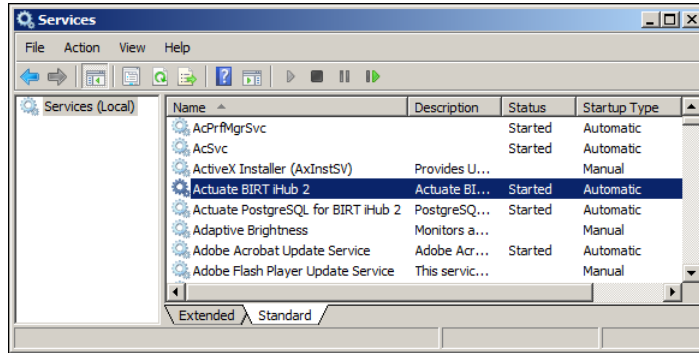 Services
File Action View Help
Services (Local)
Name Description Status Startup Type
AcPrfMgrSvc Started Automatic
AcSvc Started Automatic
ActiveX Installer (AxInstSV) Provides U... Manual
Actuate BIRT iHub 2 Actuate BI... Started Automatic
Actuate PostgreSQL for BIRT iHub 2 PostgreSQ... Started Automatic
Adaptive Brightness Monitors a... Manual
Adobe Acrobat Update Service Adobe Acr... Started Automatic
Adobe Flash Player Update Service This servic... Manual
Extended Standard